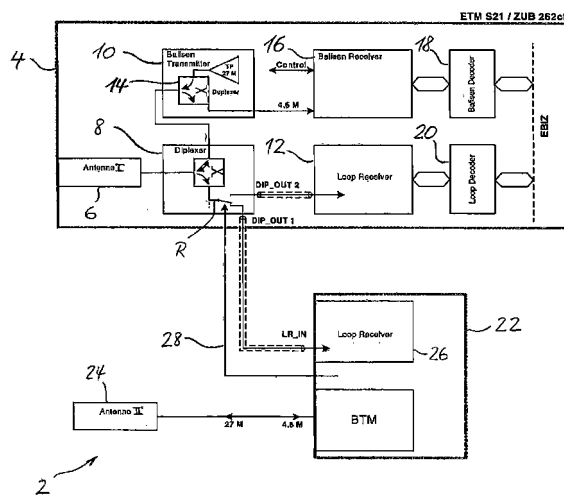 ETM S21 / ZUB 262ct
4
10
Balisen
Transmitter
TP
27 M
14
Duplexer
Control
16
Balisen Receiver
18
Balisen Decoder
4,5 M
8
Diplexer
12
Loop Receiver
20
Loop Decoder
EBIZ
Antenna I
6
DIP_OUT 2
R
DIP_OUT 1
28
LR_IN
Loop Receiver
26
22
BTM
24
Antenna II
27 M
4,5 M
2